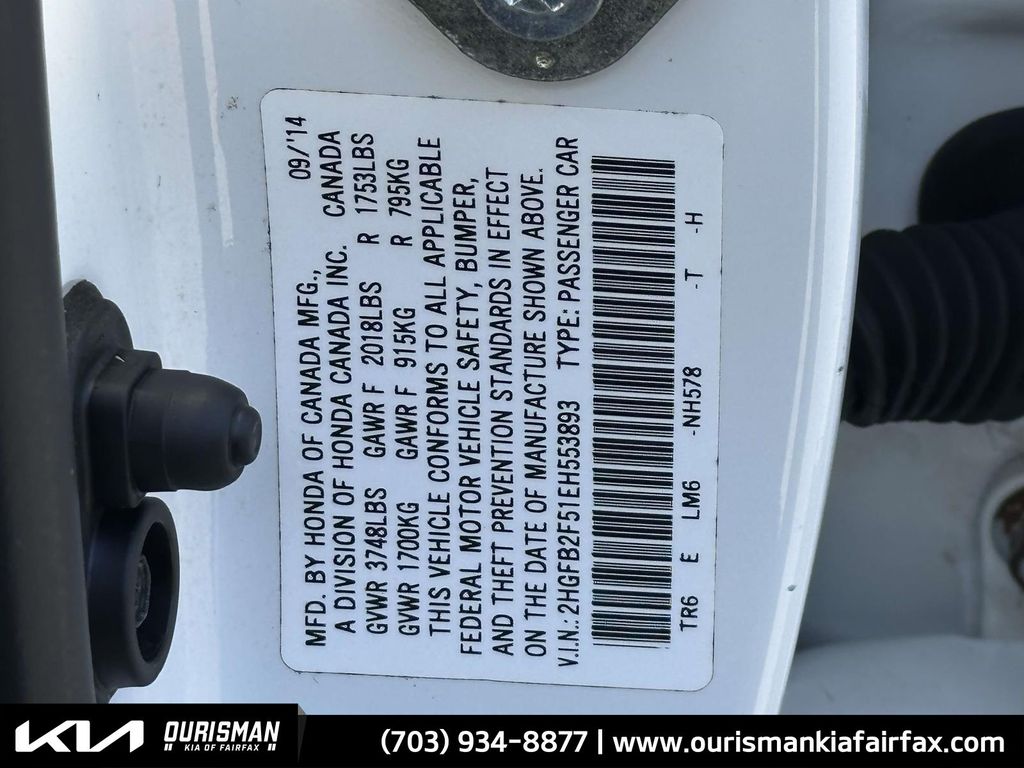 MFD. BY HONDA OF CANADA MFG., 09/'14
A DIVISION OF HONDA CANADA INC. CANADA
GVWR 3748LBS GAWR F 2018LBS R 1753LBS
GVWR 1700KG GAWR F 915KG R 795KG
THIS VEHICLE CONFORMS TO ALL APPLICABLE
FEDERAL MOTOR VEHICLE SAFETY, BUMPER,
AND THEFT PREVENTION STANDARDS IN EFFECT
ON THE DATE OF MANUFACTURE SHOWN ABOVE.
V.I.N.: 2HGFB2F51EH553893 TYPE: PASSENGER CAR
TR6 E LM6 -NH578 -T -H
KIA OURISMAN
KIA OF FAIRFAX
(703) 934-8877 | www.ourismankiafairfax.com